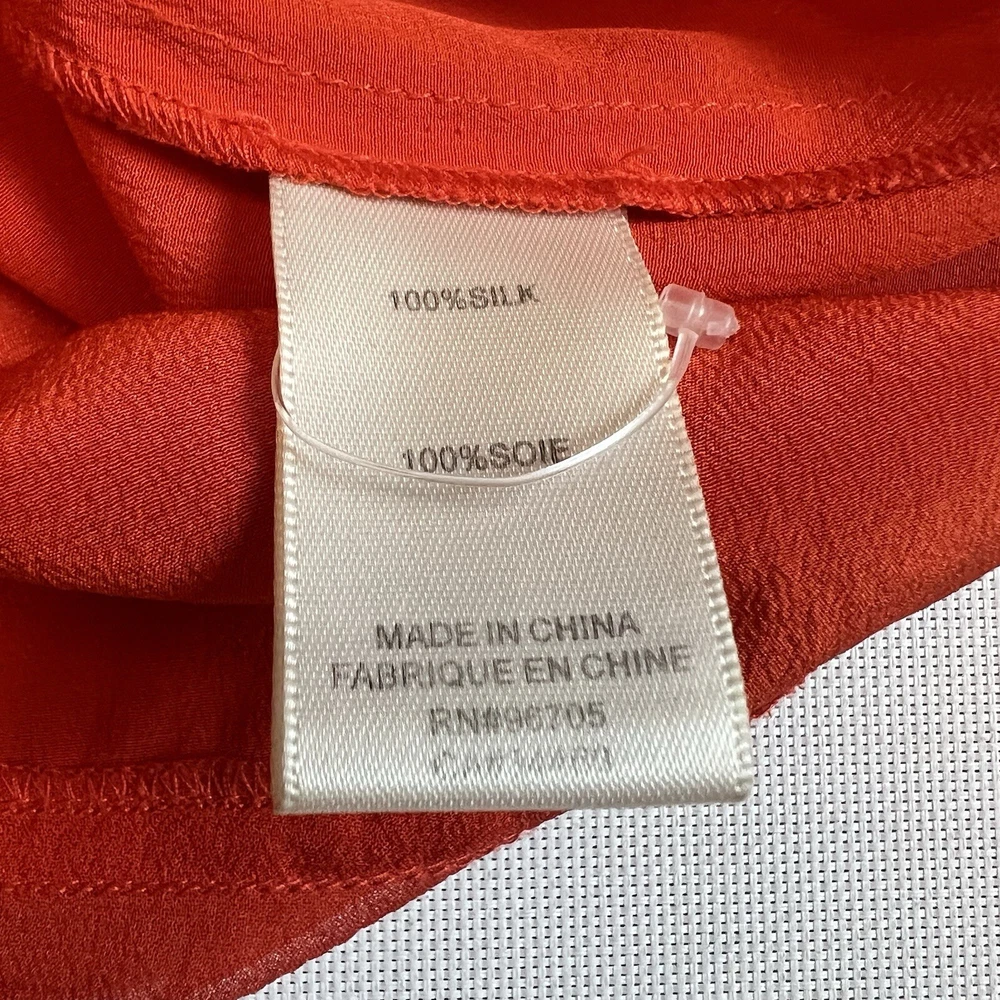 100%SILK
100%SOIE
MADE IN CHINA
FABRIQUE EN CHINE
RN#96705